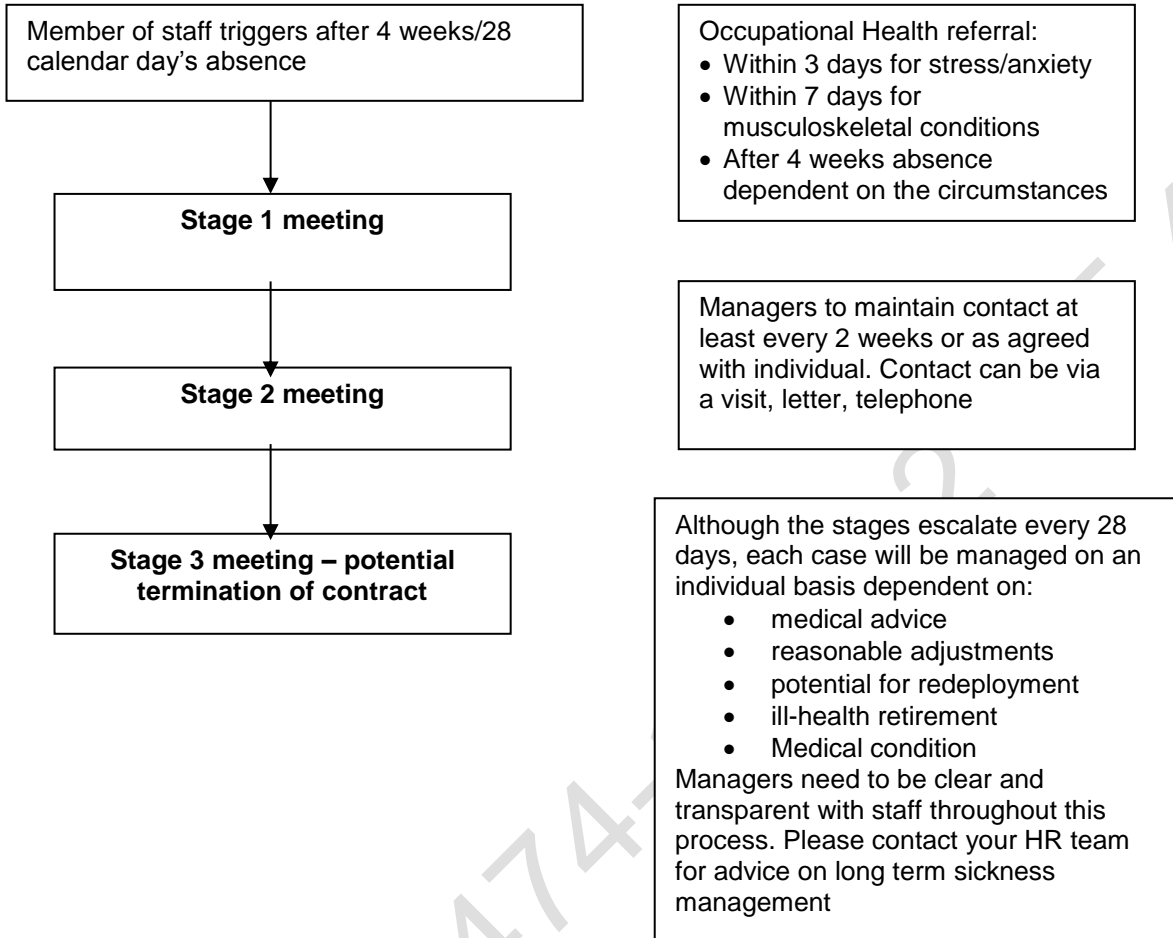 Member of staff triggers after 4 weeks/28
calendar day's absence
Stage 1 meeting
Stage 2 meeting
Stage 3 meeting – potential
termination of contract
Occupational Health referral:
• Within 3 days for stress/anxiety
• Within 7 days for
musculoskeletal conditions
• After 4 weeks absence
dependent on the circumstances
Managers to maintain contact at
least every 2 weeks or as agreed
with individual. Contact can be via
a visit, letter, telephone
Although the stages escalate every 28
days, each case will be managed on an
individual basis dependent on:
• medical advice
• reasonable adjustments
• potential for redeployment
• ill-health retirement
• Medical condition
Managers need to be clear and
transparent with staff throughout this
process. Please contact your HR team
for advice on long term sickness
management